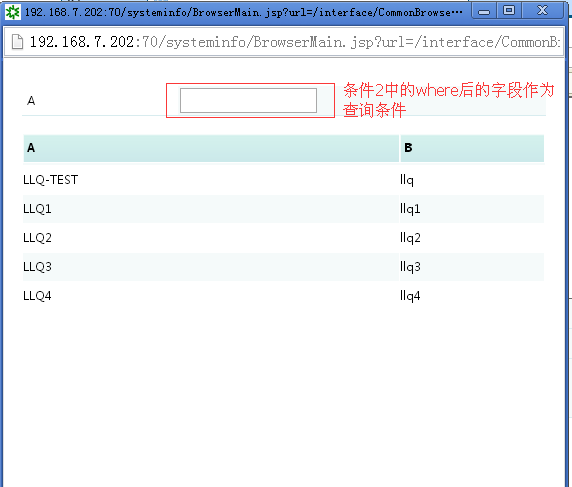 192.168.7.202:70/systeminfo/BrowserMain.jsp?url=/interface/CommonBrowse...
192.168.7.202:70/systeminfo/BrowserMain.jsp?url=/interface/CommonBr
A
条件2中的where后的字段作为
查询条件
A B
LLQ-TEST llq
LLQ1 llq1
LLQ2 llq2
LLQ3 llq3
LLQ4 llq4